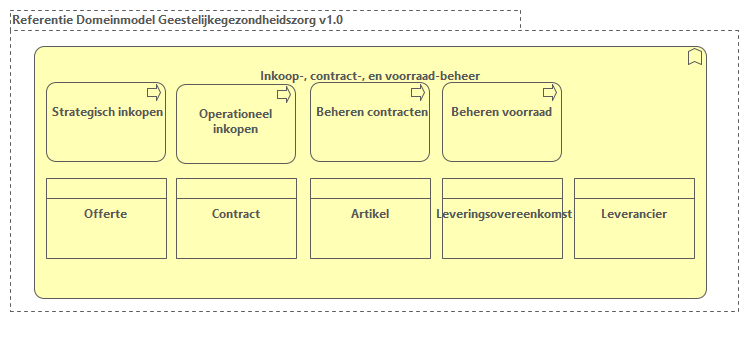 Referentie Domeinmodel Geestelijkegezondheidszorg v1.0
Inkoop-, contract-, en voorraad-beheer
Strategisch inkopen
Operationeel
inkopen
Beheren contracten
Beheren voorraad
Offerte
Contract
Artikel
Leveringsovereenkomst
Leverancier